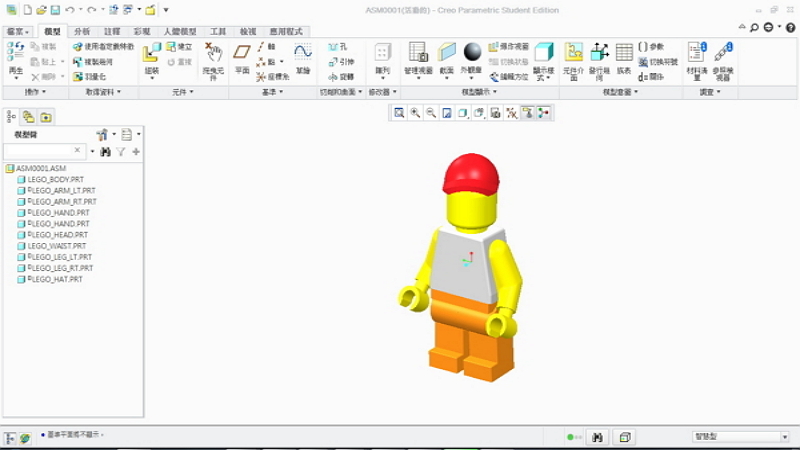 ASM0001(活動的) - Creo Parametric Student Edition
檔案 模型 分析 註釋 彩現 人體模型 工具 檢視 應用程式
再生 複製 貼上 刪除
使用者定義特徵 複製幾何 收縮包絡
組裝 建立 重複
拖曳元件
平面 軸 點 座標系 草繪
孔 引伸 旋轉
陣列
管理視圖 截面 外觀庫 爆炸視圖 切換狀態 顯示樣式
元件介面 發行幾何 族表 參數 切換符號 關係
材料清單 參照檢視器
操作 取得資料 元件 基準 切削和曲面 修改器 模型顯示 模型意圖 調查
模型樹
ASM0001.ASM
LEGO_BODY.PRT
LEGO_ARM_LT.PRT
LEGO_ARM_RT.PRT
LEGO_HAND.PRT
LEGO_HAND.PRT
LEGO_HEAD.PRT
LEGO_WAIST.PRT
LEGO_LEG_LT.PRT
LEGO_LEG_RT.PRT
LEGO_HAT.PRT
基準平面將不顯示。
智慧型